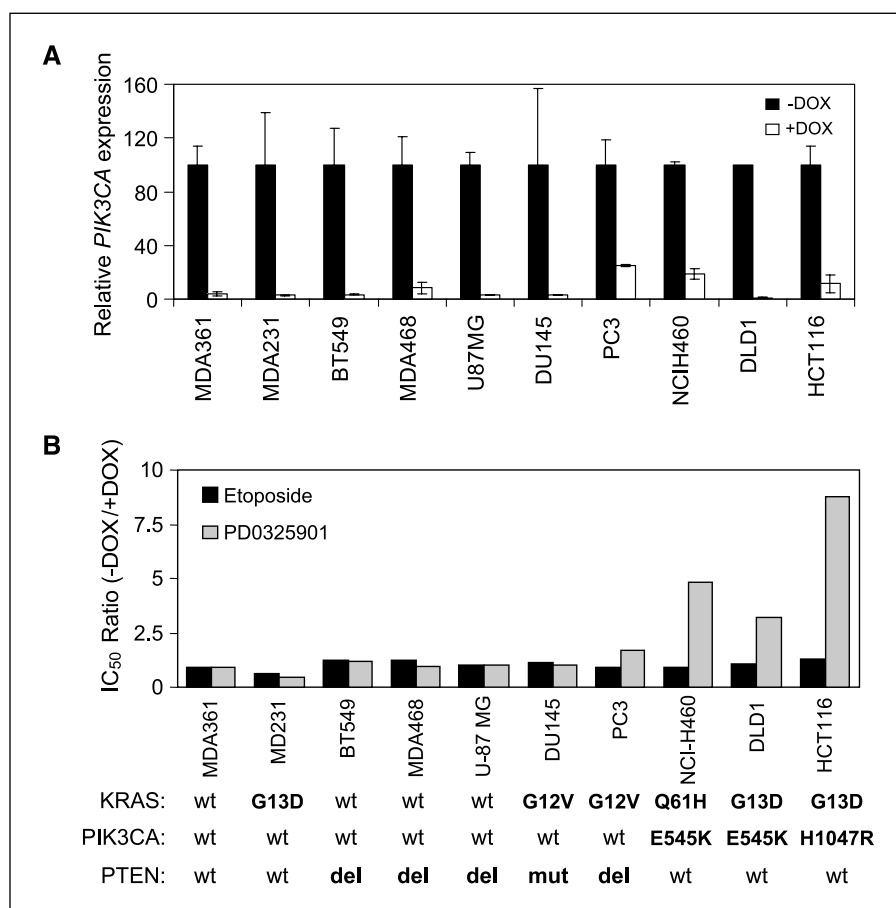 A
Relative PIK3CA expression
160
120
80
40
0
-DOX
+DOX
MDA361
MDA231
BT549
MDA468
U87MG
DU145
PC3
NCIH460
DLD1
HCT116
B
IC50 Ratio (-DOX/+DOX)
10
7.5
5
2.5
0
Etoposide
PD0325901
MDA361
MD231
BT549
MDA468
U-87 MG
DU145
PC3
NCI-H460
DLD1
HCT116
KRAS: wt G13D wt wt wt G12V G12V Q61H G13D G13D
PIK3CA: wt wt wt wt wt wt wt E545K E545K H1047R
PTEN: wt wt del del del mut del wt wt wt